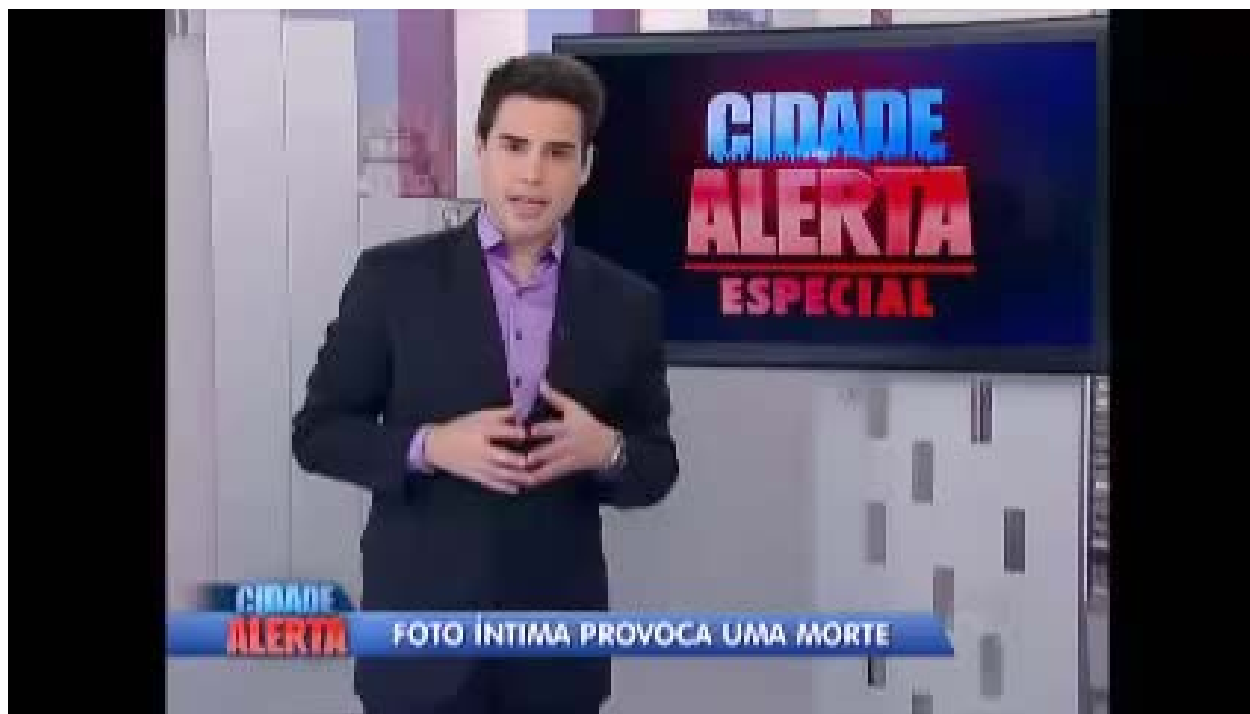 CIDADE
ALERTA
ESPECIAL
CIDADE
ALERTA
FOTO ÍNTIMA PROVOCA UMA MORTE